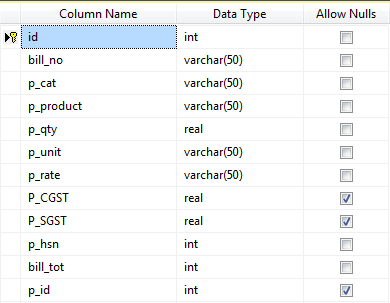 Column Name Data Type Allow Nulls
id int
bill_no varchar(50)
p_cat varchar(50)
p_product varchar(50)
p_qty real
p_unit varchar(50)
p_rate varchar(50)
P_CGST real
P_SGST real
p_hsn int
bill_tot int
p_id int